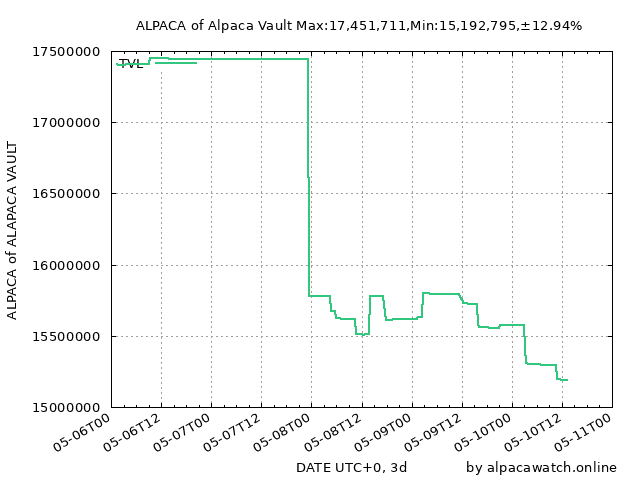 ALPACA of Alpaca Vault Max:17,451,711,Min:15,192,795,±12.94%
17500000
TVL
17000000
16500000
16000000
15500000
15000000
ALPACA of ALAPACA VAULT
05-06T00
05-06T12
05-07T00
05-07T12
05-08T00
05-08T12
05-09T00
05-09T12
05-10T00
05-10T12
05-11T00
DATE UTC+0, 3d
by alpacawatch.online